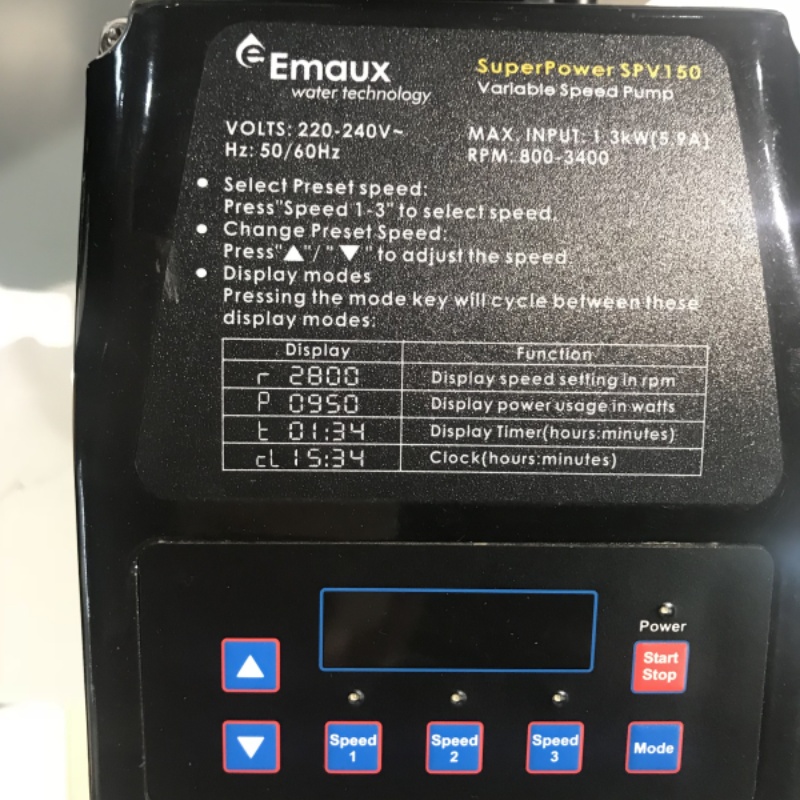 Emaux
water technology
SuperPower SPV150
Variable Speed Pump
VOLTS: 220-240V~
Hz: 50/60Hz
MAX. INPUT: 1.3kW(5.9A)
RPM: 800-3400
• Select Preset speed:
Press"Speed 1-3" to select speed.
• Change Preset Speed:
Press"▲"/ "▼" to adjust the speed
• Display modes
Pressing the mode key will cycle between these
display modes:
Display Function
r 2800 Display speed setting in rpm
P 0950 Display power usage in watts
t 01:34 Display Timer(hours:minutes)
cL 15:34 Clock(hours:minutes)
Power
Start
Stop
Speed
1
Speed
2
Speed
3
Mode